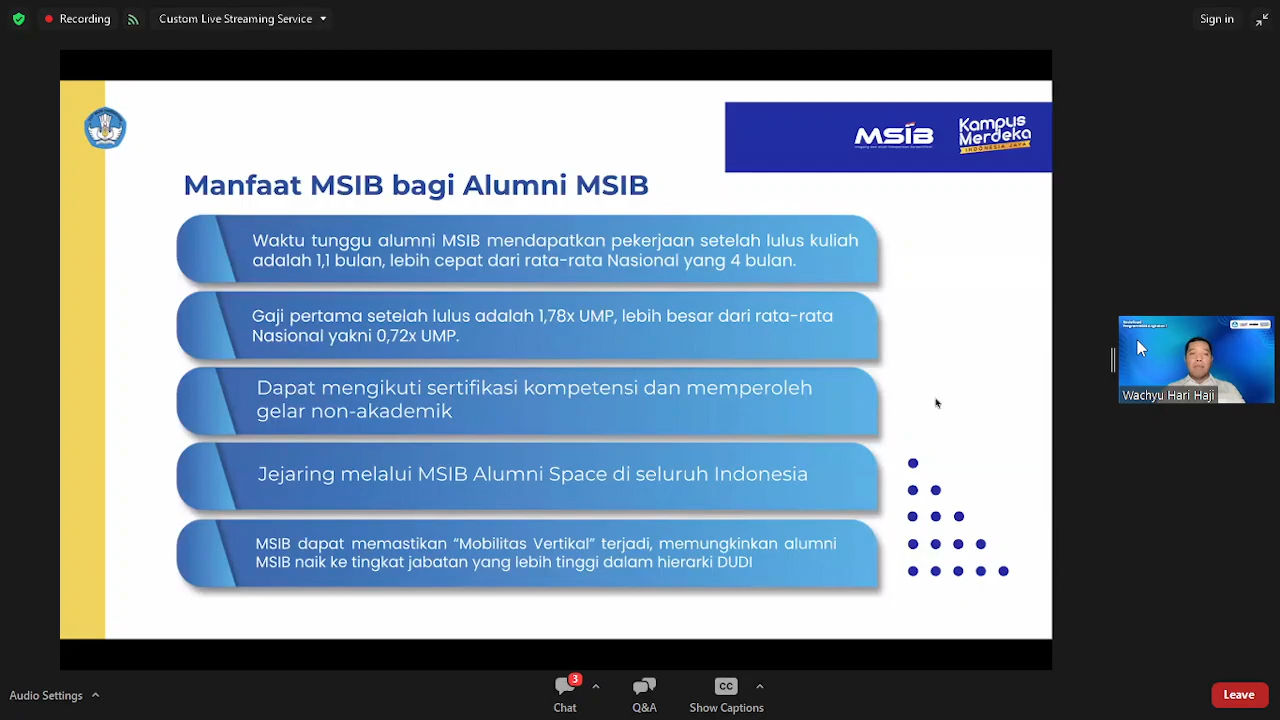 Recording
Custom Live Streaming Service
Sign in
MSIB
Kampus
Merdeka
INDONESIA JAYA
Manfaat MSIB bagi Alumni MSIB
Waktu tunggu alumni MSIB mendapatkan pekerjaan setelah lulus kuliah
adalah 1,1 bulan, lebih cepat dari rata-rata Nasional yang 4 bulan.
Gaji pertama setelah lulus adalah 1,78x UMP, lebih besar dari rata-rata
Nasional yakni 0,72x UMP.
Dapat mengikuti sertifikasi kompetensi dan memperoleh
gelar non-akademik
Jejaring melalui MSIB Alumni Space di seluruh Indonesia
MSIB dapat memastikan “Mobilitas Vertikal” terjadi, memungkinkan alumni
MSIB naik ke tingkat jabatan yang lebih tinggi dalam hierarki DUDI
Wachyu Hari Haji
Audio Settings
3
Chat
Q&A
CC
Show Captions
Leave